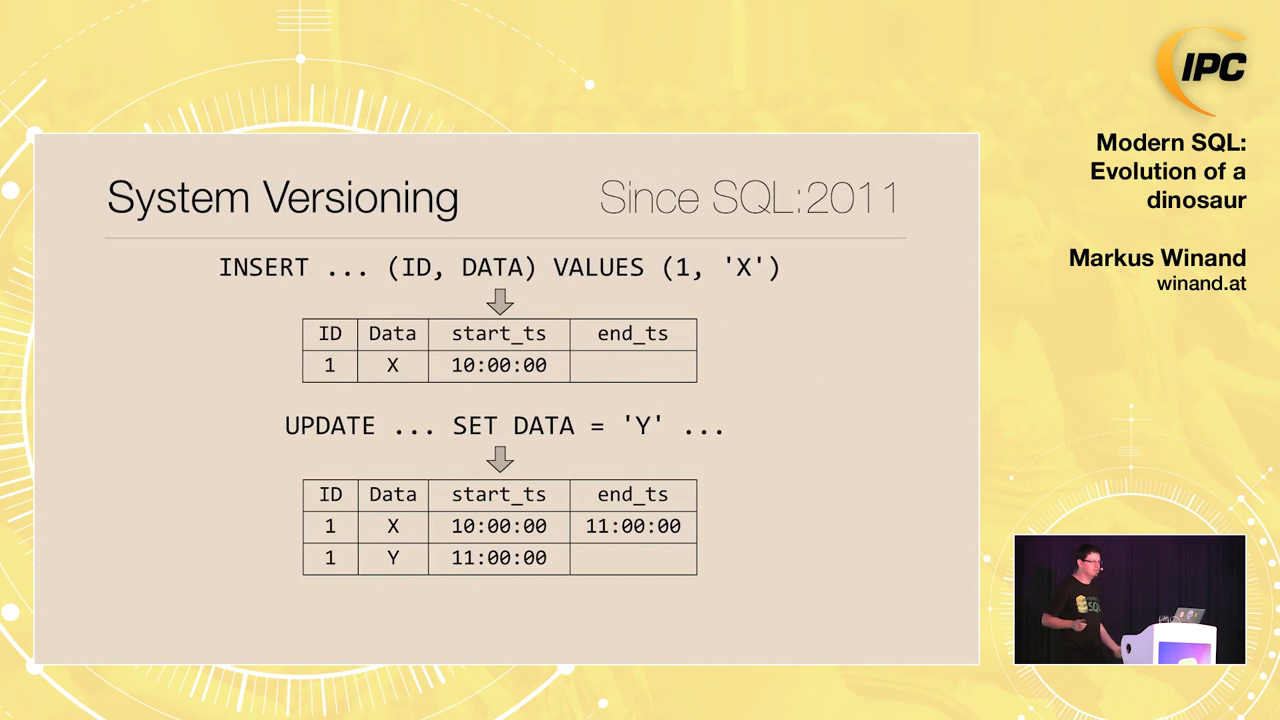 IPC
Modern SQL:
Evolution of a
dinosaur
Markus Winand
winand.at
System Versioning Since SQL:2011
INSERT ... (ID, DATA) VALUES (1, 'X')
ID Data start_ts end_ts
1 X 10:00:00
UPDATE ... SET DATA = 'Y' ...
ID Data start_ts end_ts
1 X 10:00:00 11:00:00
1 Y 11:00:00
SQL